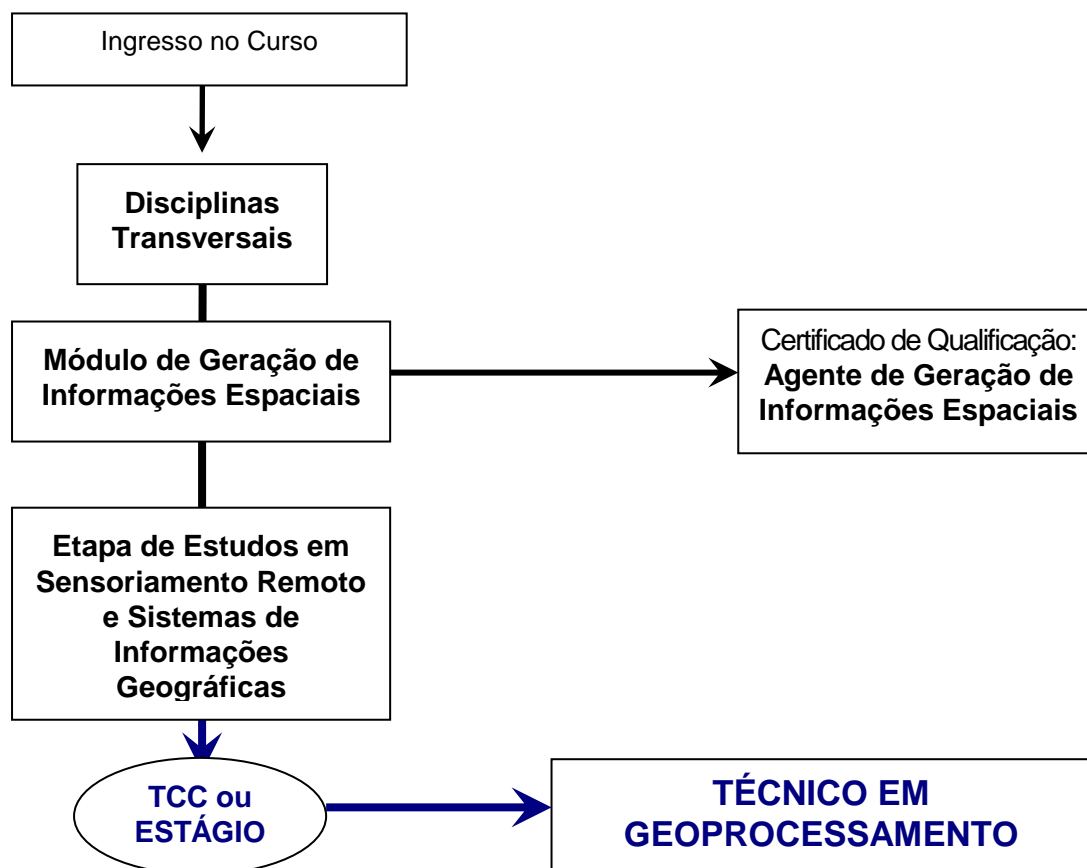 Ingresso no Curso
Disciplinas
Transversais
Módulo de Geração de
Informações Espaciais
Certificado de Qualificação:
Agente de Geração de
Informações Espaciais
Etapa de Estudos em
Sensoriamento Remoto
e Sistemas de
Informações
Geográficas
TCC ou
ESTÁGIO
TÉCNICO EM
GEOPROCESSAMENTO